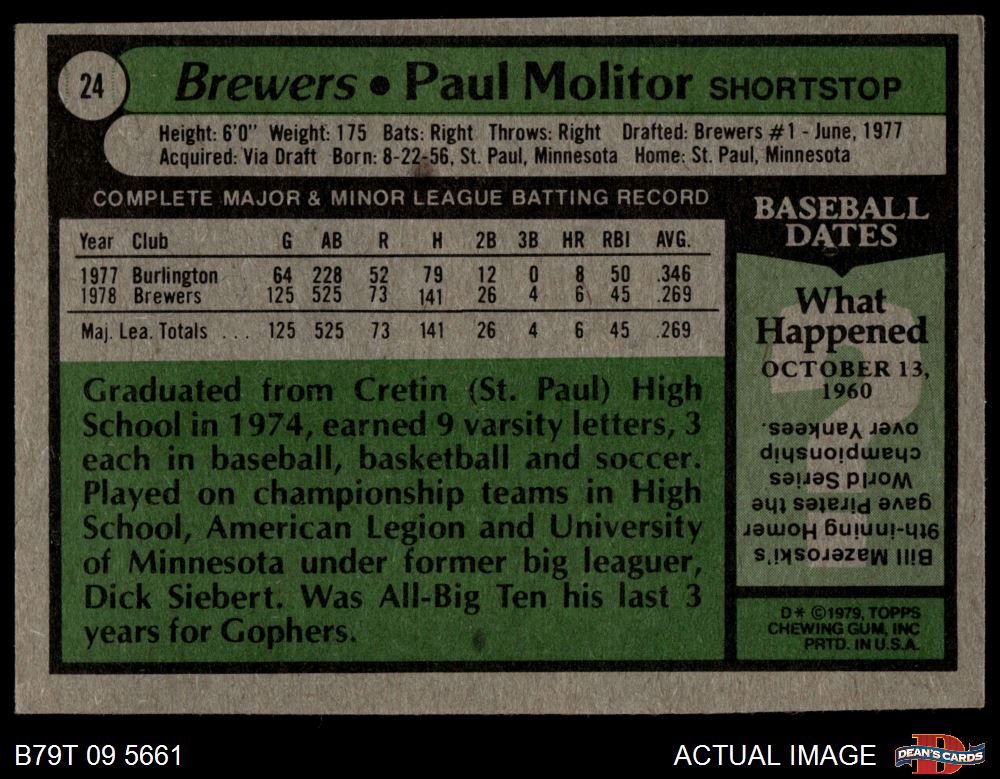 24
Brewers • Paul Molitor SHORTSTOP
Height: 6'0" Weight: 175 Bats: Right Throws: Right Drafted: Brewers #1 - June, 1977
Acquired: Via Draft Born: 8-22-56, St. Paul, Minnesota Home: St. Paul, Minnesota
COMPLETE MAJOR & MINOR LEAGUE BATTING RECORD
Year Club G AB R H 2B 3B HR RBI AVG.
1977 Burlington 64 228 52 79 12 0 8 50 .346
1978 Brewers 125 525 73 141 26 4 6 45 .269
Maj. Lea. Totals . . . 125 525 73 141 26 4 6 45 .269
Graduated from Cretin (St. Paul) High
School in 1974, earned 9 varsity letters, 3
each in baseball, basketball and soccer.
Played on championship teams in High
School, American Legion and University
of Minnesota under former big leaguer,
Dick Siebert. Was All-Big Ten his last 3
years for Gophers.
BASEBALL
DATES
What
Happened
OCTOBER 13,
1960
Bill Mazeroski's
9th-inning Homer
gave Pirates the
World Series
championship
over Yankees.
D* ©1979, TOPPS
CHEWING GUM, INC
PRTD. IN U.S.A.
B79T 09 5661
ACTUAL IMAGE
D
DEAN'S CARDS